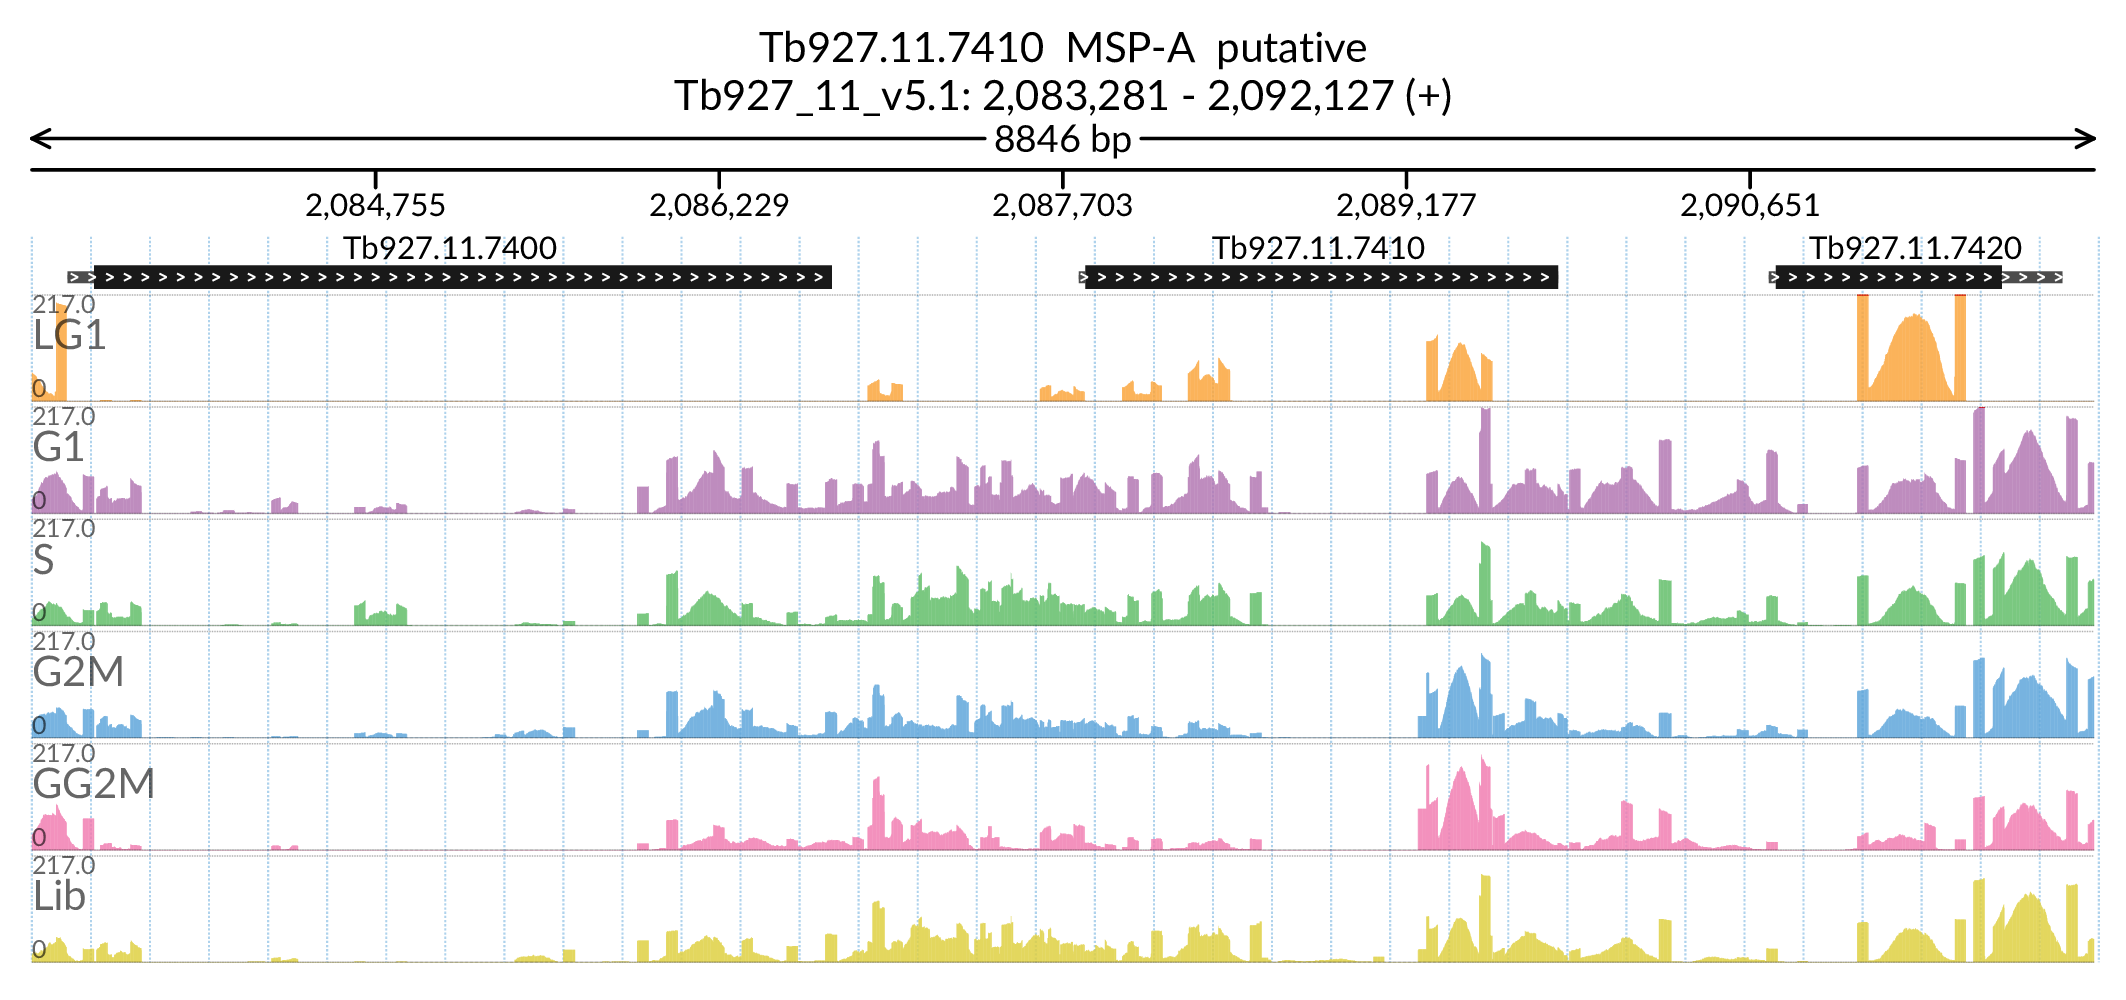 Tb927.11.7410 MSP-A putative
Tb927_11_v5.1: 2,083,281 - 2,092,127 (+)
8846 bp
2,084,755 2,086,229 2,087,703 2,089,177 2,090,651
Tb927.11.7400 Tb927.11.7410 Tb927.11.7420
217.0
LG1
0
217.0
G1
0
217.0
S
0
217.0
G2M
0
217.0
GG2M
0
217.0
Lib
0